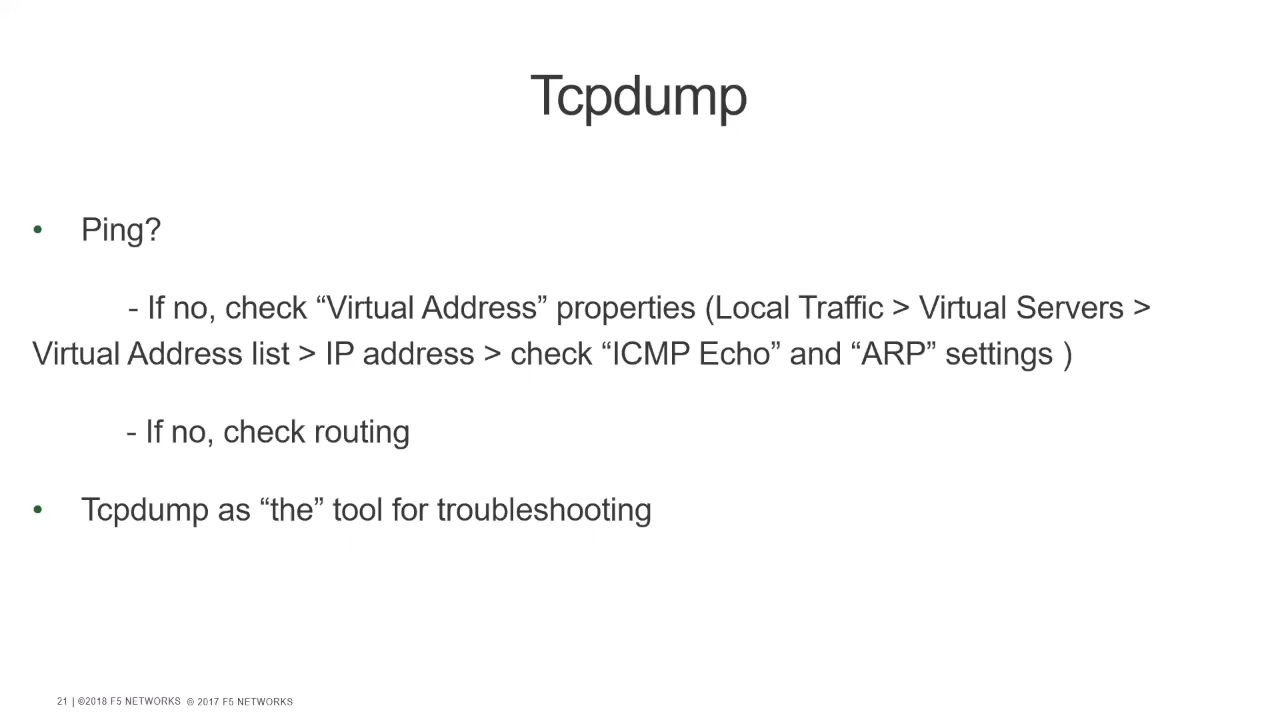 Tcpdump
• Ping?
- If no, check “Virtual Address” properties (Local Traffic > Virtual Servers >
Virtual Address list > IP address > check “ICMP Echo” and “ARP” settings )
- If no, check routing
• Tcpdump as “the” tool for troubleshooting
21 | ©2018 F5 NETWORKS © 2017 F5 NETWORKS